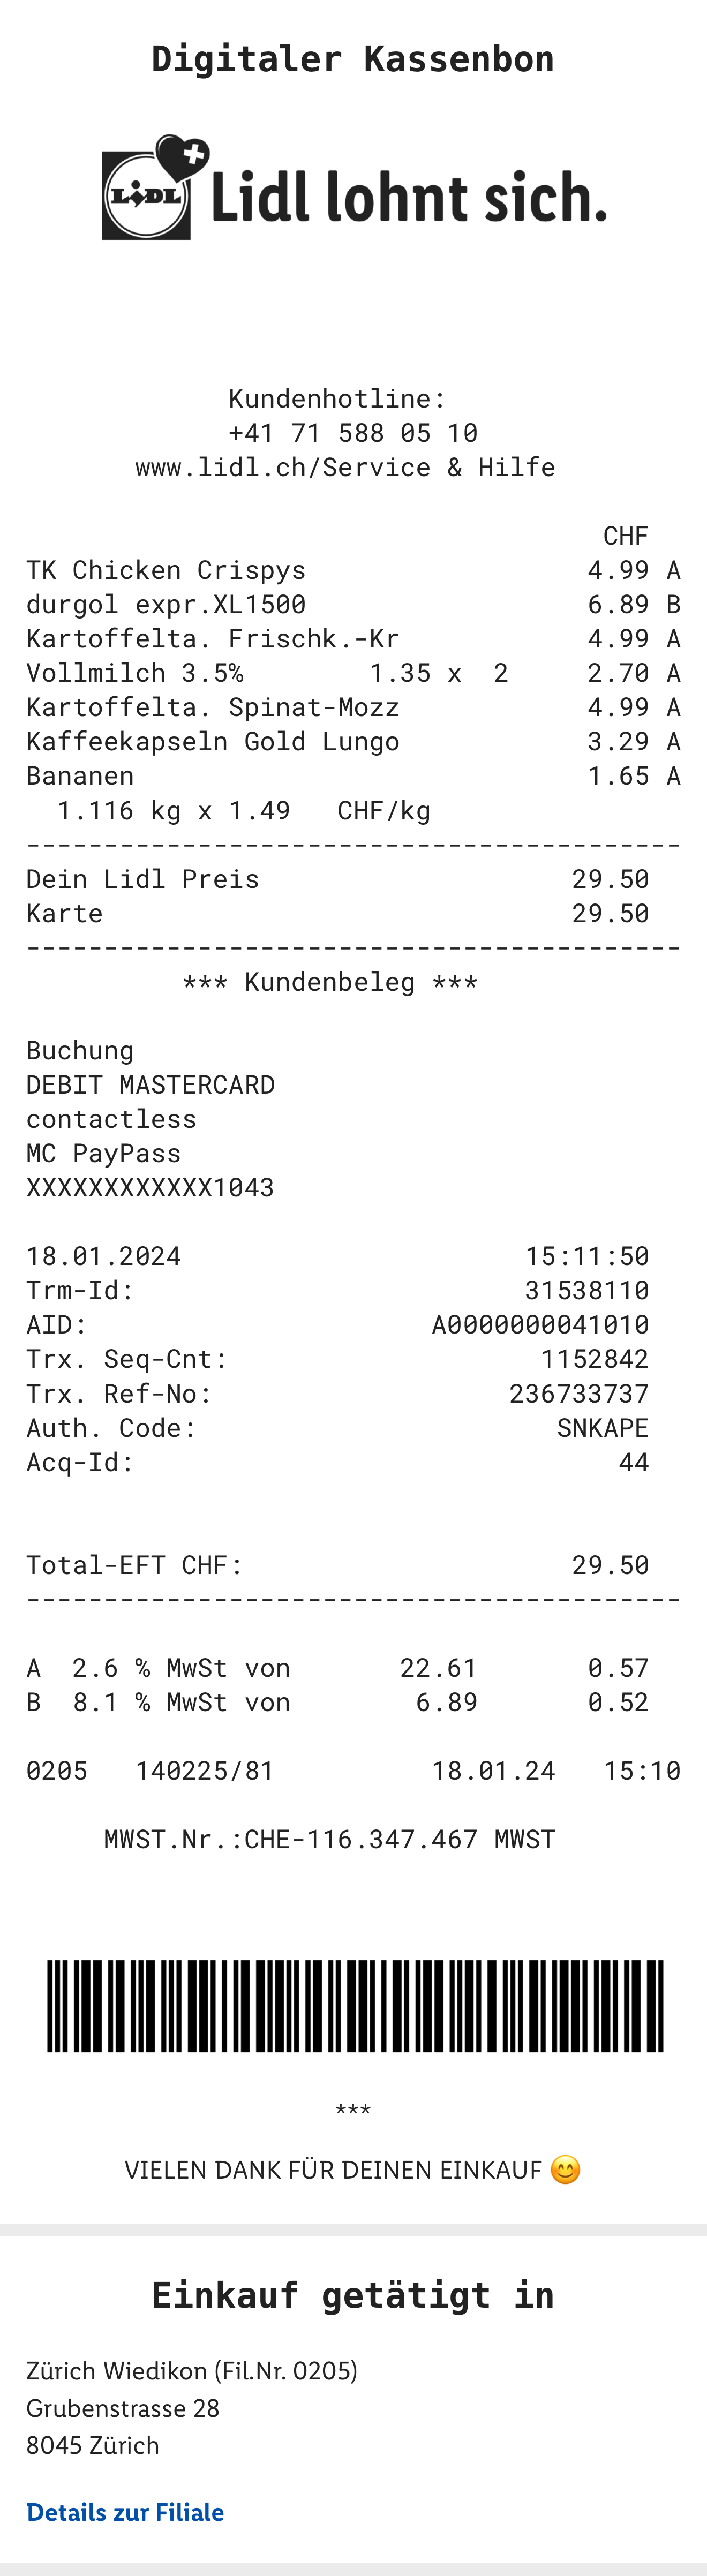 Digitaler Kassenbon
LIDL Lidl lohnt sich.
Kundenhotline:
+41 71 588 05 10
www.lidl.ch/Service & Hilfe
CHF
TK Chicken Crispys 4.99 A
durgol expr.XL1500 6.89 B
Kartoffelta. Frischk.-Kr 4.99 A
Vollmilch 3.5% 1.35 x 2 2.70 A
Kartoffelta. Spinat-Mozz 4.99 A
Kaffeekapseln Gold Lungo 3.29 A
Bananen 1.65 A
1.116 kg x 1.49 CHF/kg
------------------------------------------
Dein Lidl Preis 29.50
Karte 29.50
------------------------------------------
*** Kundenbeleg ***
Buchung
DEBIT MASTERCARD
contactless
MC PayPass
XXXXXXXXXXXX1043
18.01.2024 15:11:50
Trm-Id: 31538110
AID: A0000000041010
Trx. Seq-Cnt: 1152842
Trx. Ref-No: 236733737
Auth. Code: SNKAPE
Acq-Id: 44
Total-EFT CHF: 29.50
------------------------------------------
A 2.6 % MwSt von 22.61 0.57
B 8.1 % MwSt von 6.89 0.52
0205 140225/81 18.01.24 15:10
MWST.Nr.:CHE-116.347.467 MWST
***
VIELEN DANK FÜR DEINEN EINKAUF 😊
Einkauf getätigt in
Zürich Wiedikon (Fil.Nr. 0205)
Grubenstrasse 28
8045 Zürich
Details zur Filiale